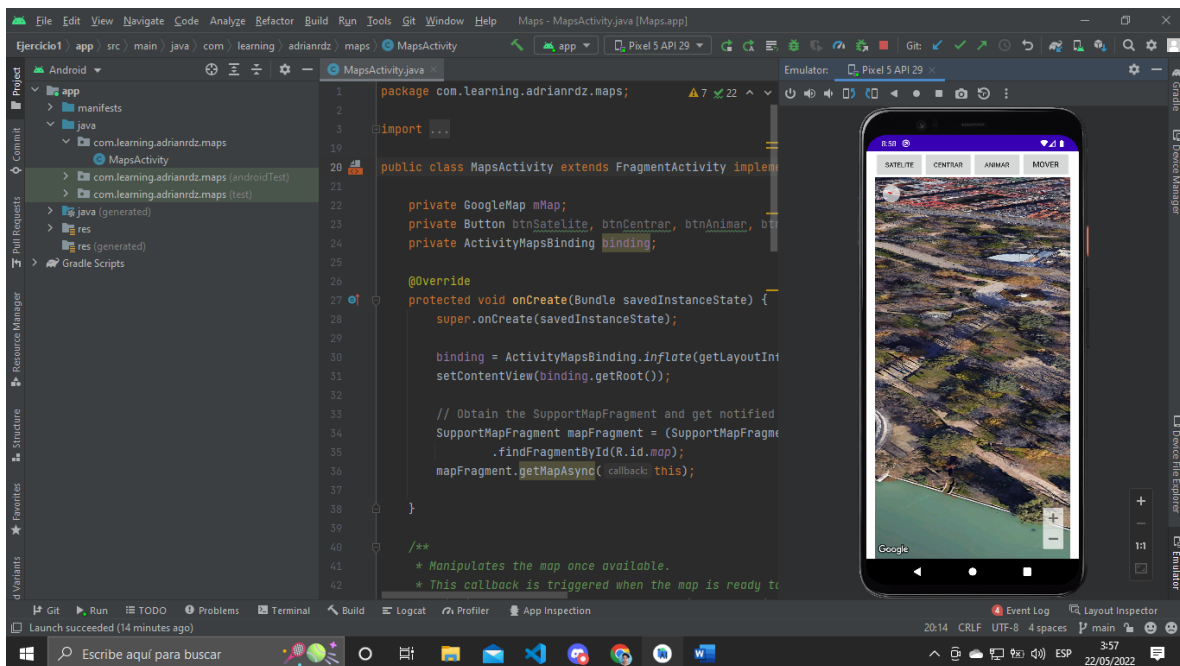 File Edit View Navigate Code Analyze Refactor Build Run Tools Git Window Help Maps - MapsActivity.java [Maps.app]
Ejercicio1 app src main java com learning adrianrdz maps MapsActivity app Pixel 5 API 29 Git:
Project
Commit
Pull Requests
Resource Manager
Structure
Favorites
d Variants
Android
app
manifests
java
com.learning.adrianrdz.maps
MapsActivity
com.learning.adrianrdz.maps (androidTest)
com.learning.adrianrdz.maps (test)
java (generated)
res
res (generated)
Gradle Scripts
MapsActivity.java
7 22
1 package com.learning.adrianrdz.maps;
2
3 import ...
19
20 public class MapsActivity extends FragmentActivity impleme
21
22 private GoogleMap mMap;
23 private Button btnSatelite, btnCentrar, btnAnimar, bt
24 private ActivityMapsBinding binding;
25
26 @Override
27 protected void onCreate(Bundle savedInstanceState) {
28 super.onCreate(savedInstanceState);
29
30 binding = ActivityMapsBinding.inflate(getLayoutInf
31 setContentView(binding.getRoot());
32
33 // Obtain the SupportMapFragment and get notified
34 SupportMapFragment mapFragment = (SupportMapFragme
35 .findFragmentById(R.id.map);
36 mapFragment.getMapAsync( callback: this);
37
38 }
39
40 /**
41 * Manipulates the map once available.
42 * This callback is triggered when the map is ready to
Emulator: Pixel 5 API 29
8:58
SATELITE CENTRAR ANIMAR MOVER
Google
1:1
Gradle
Device Manager
Device File Explorer
Emulator
Git Run TODO Problems Terminal Build Logcat Profiler App Inspection Event Log Layout Inspector
Launch succeeded (14 minutes ago) 20:14 CRLF UTF-8 4 spaces main
Escribe aquí para buscar ESP 3:57
22/05/2022